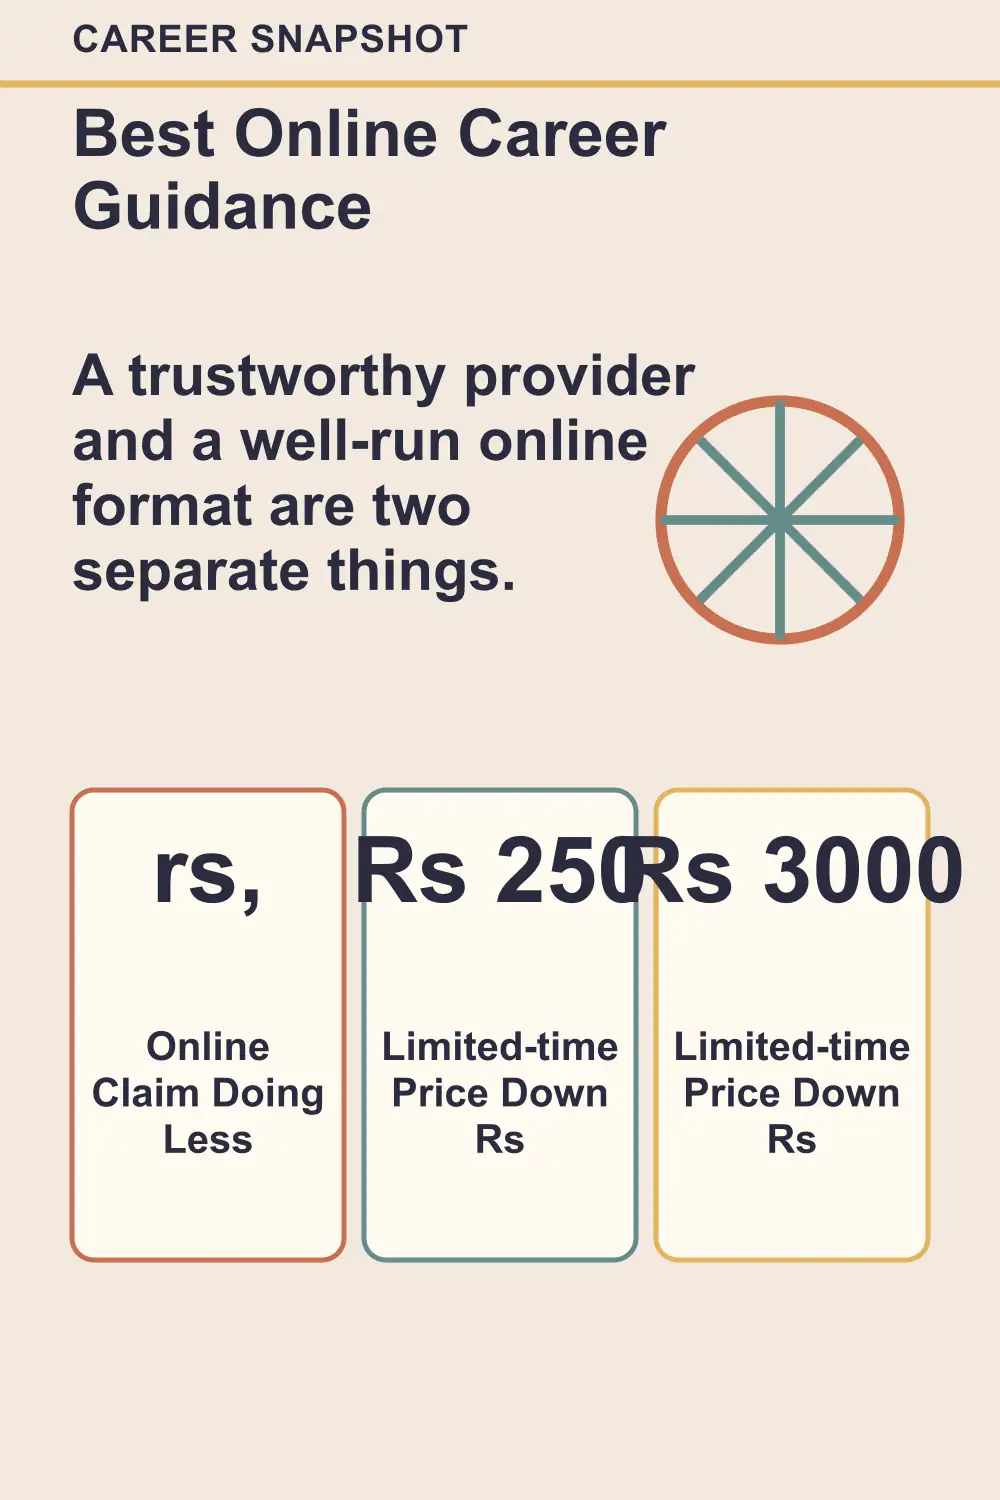 CAREER SNAPSHOT
Best Online Career
Guidance
A trustworthy provider
and a well-run online
format are two
separate things.
rs,
Rs 250
Rs 3000
Online
Claim Doing
Less
Limited-time
Price Down
Rs
Limited-time
Price Down
Rs